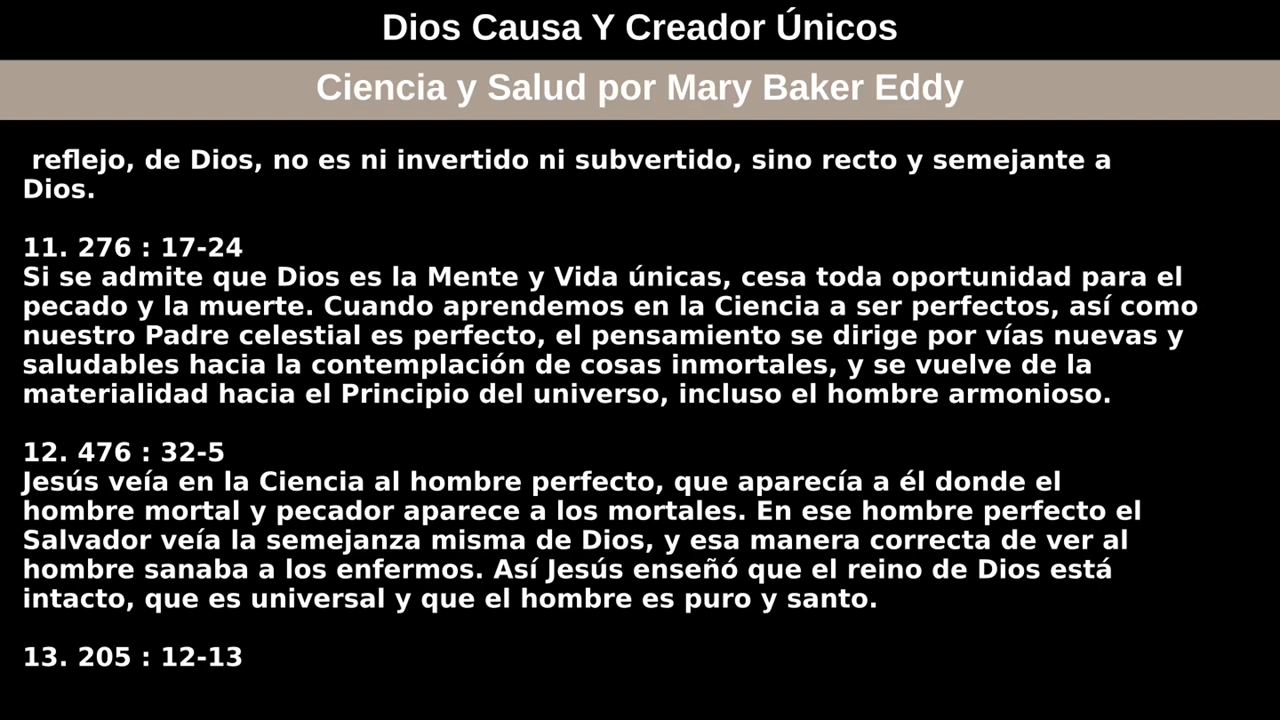 Dios Causa Y Creador Únicos
Ciencia y Salud por Mary Baker Eddy
reflejo, de Dios, no es ni invertido ni subvertido, sino recto y semejante a
Dios.
11. 276 : 17-24
Si se admite que Dios es la Mente y Vida únicas, cesa toda oportunidad para el
pecado y la muerte. Cuando aprendemos en la Ciencia a ser perfectos, así como
nuestro Padre celestial es perfecto, el pensamiento se dirige por vías nuevas y
saludables hacia la contemplación de cosas inmortales, y se vuelve de la
materialidad hacia el Principio del universo, incluso el hombre armonioso.
12. 476 : 32-5
Jesús veía en la Ciencia al hombre perfecto, que aparecía a él donde el
hombre mortal y pecador aparece a los mortales. En ese hombre perfecto el
Salvador veía la semejanza misma de Dios, y esa manera correcta de ver al
hombre sanaba a los enfermos. Así Jesús enseñó que el reino de Dios está
intacto, que es universal y que el hombre es puro y santo.
13. 205 : 12-13